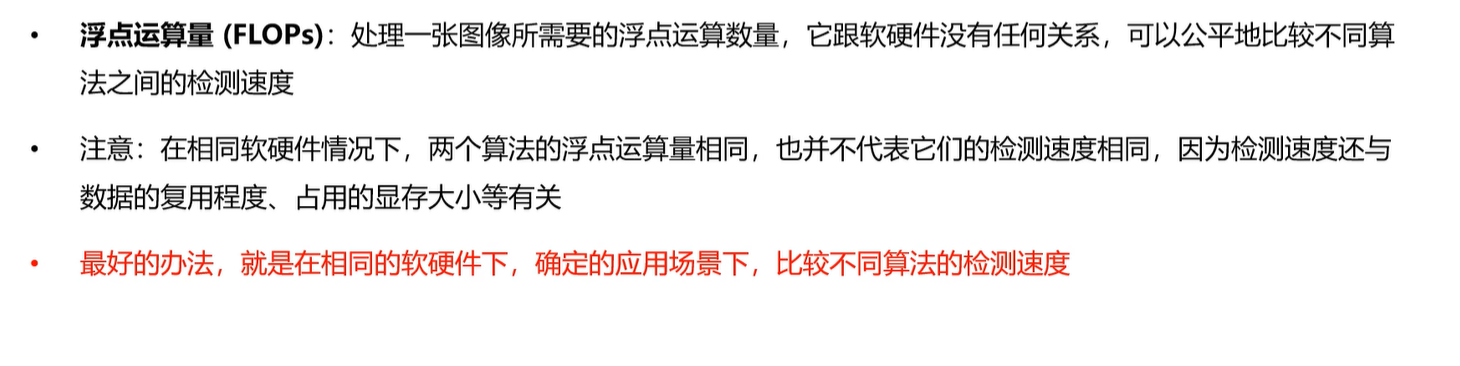 • 浮点运算量 (FLOPs)：处理一张图像所需要的浮点运算数量，它跟软硬件没有任何关系，可以公平地比较不同算
法之间的检测速度
• 注意：在相同软硬件情况下，两个算法的浮点运算量相同，也并不代表它们的检测速度相同，因为检测速度还与
数据的复用程度、占用的显存大小等有关
• 最好的办法，就是在相同的软硬件下，确定的应用场景下，比较不同算法的检测速度